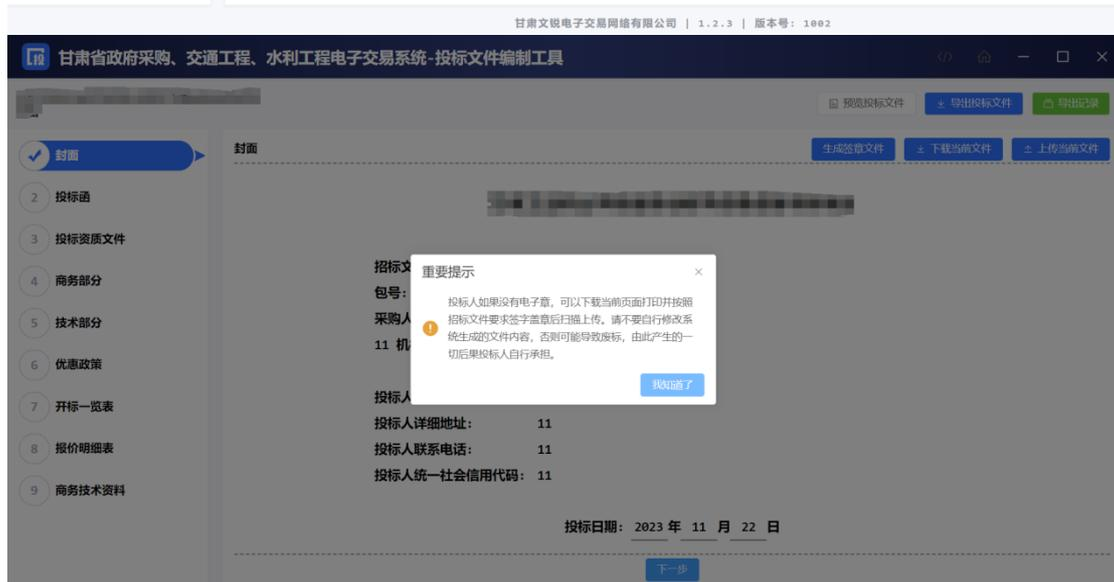 甘肃文锐电子交易网络有限公司 | 1.2.3 | 版本号: 1002
甘肃省政府采购、交通工程、水利工程电子交易系统-投标文件编制工具
预览投标文件 导出投标文件 导出记录
封面
2 投标函
3 投标资质文件
4 商务部分
5 技术部分
6 优惠政策
7 开标一览表
8 报价明细表
9 商务技术资料
封面
生成签章文件 下载当前文件 上传当前文件
招标文
包号:
采购人
11 机
投标人
投标人详细地址: 11
投标人联系电话: 11
投标人统一社会信用代码: 11
投标日期: 2023 年 11 月 22 日
下一步
重要提示
投标人如果没有电子章，可以下载当前页面打印并按照
招标文件要求签字盖章后扫描上传。请不要自行修改系
统生成的文件内容，否则可能导致废标，由此产生的一
切后果投标人自行承担。
我知道了